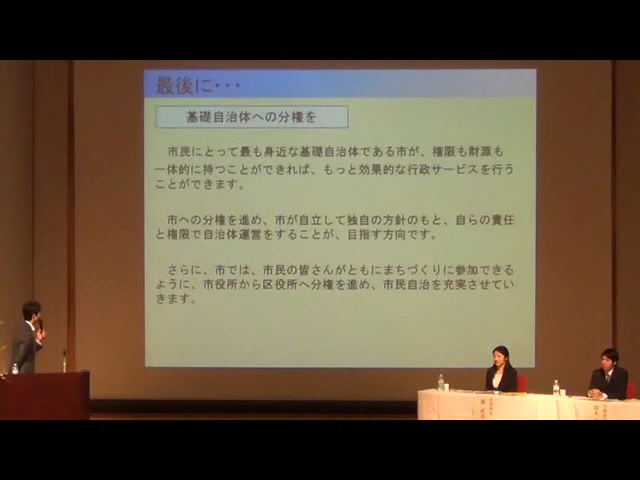 最後に・・・
基礎自治体への分権を
市民にとって最も身近な基礎自治体である市が、権限も財源も
一体的に持つことができれば、もっと効果的な行政サービスを行う
ことができます。
市への分権を進め、市が自立して独自の方針のもと、自らの責任
と権限で自治体運営をすることが、目指す方向です。
さらに、市では、市民の皆さんがともにまちづくりに参加できる
ように、市役所から区役所へ分権を進め、市民自治を充実させてい
きます。